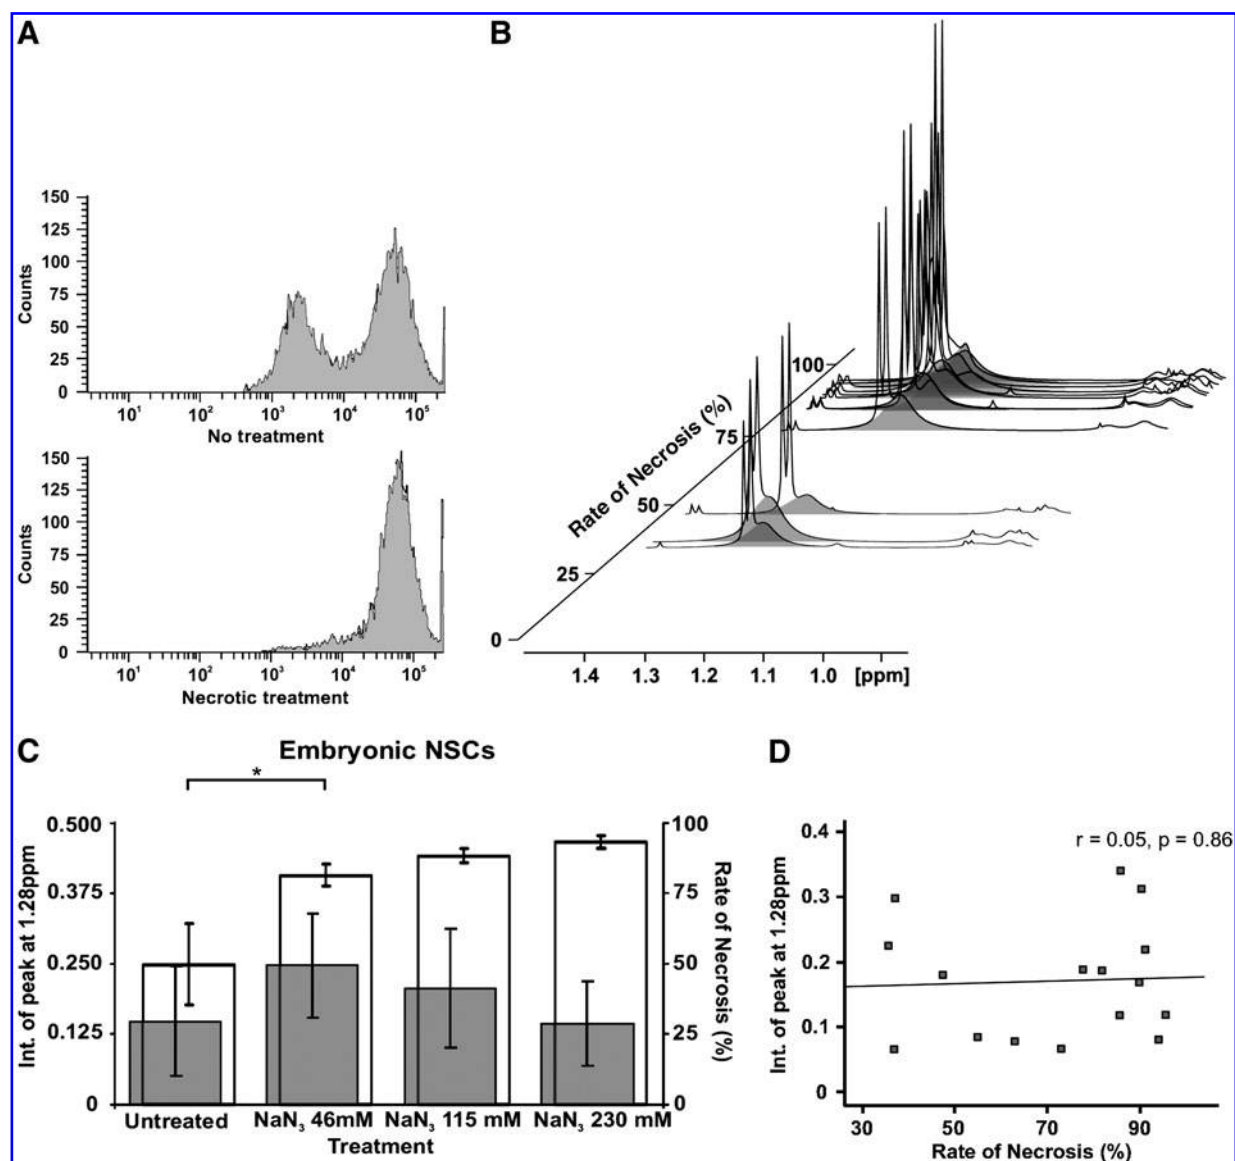 A
150
125
100
75
50
25
0
Counts
10¹ 10² 10³ 10⁴ 10⁵
No treatment
150
125
100
75
50
25
0
Counts
10¹ 10² 10³ 10⁴ 10⁵
Necrotic treatment
B
100
75
50
25
0
Rate of Necrosis (%)
1.4 1.3 1.2 1.1 1.0 [ppm]
C
Embryonic NSCs
*
0.500
0.375
0.250
0.125
0
Int. of peak at 1.28ppm
100
75
50
25
0
Rate of Necrosis (%)
Untreated NaN₃ 46mM NaN₃ 115 mM NaN₃ 230 mM
Treatment
D
r = 0.05, p = 0.86
0.4
0.3
0.2
0.1
0
Int. of peak at 1.28ppm
30 50 70 90
Rate of Necrosis (%)